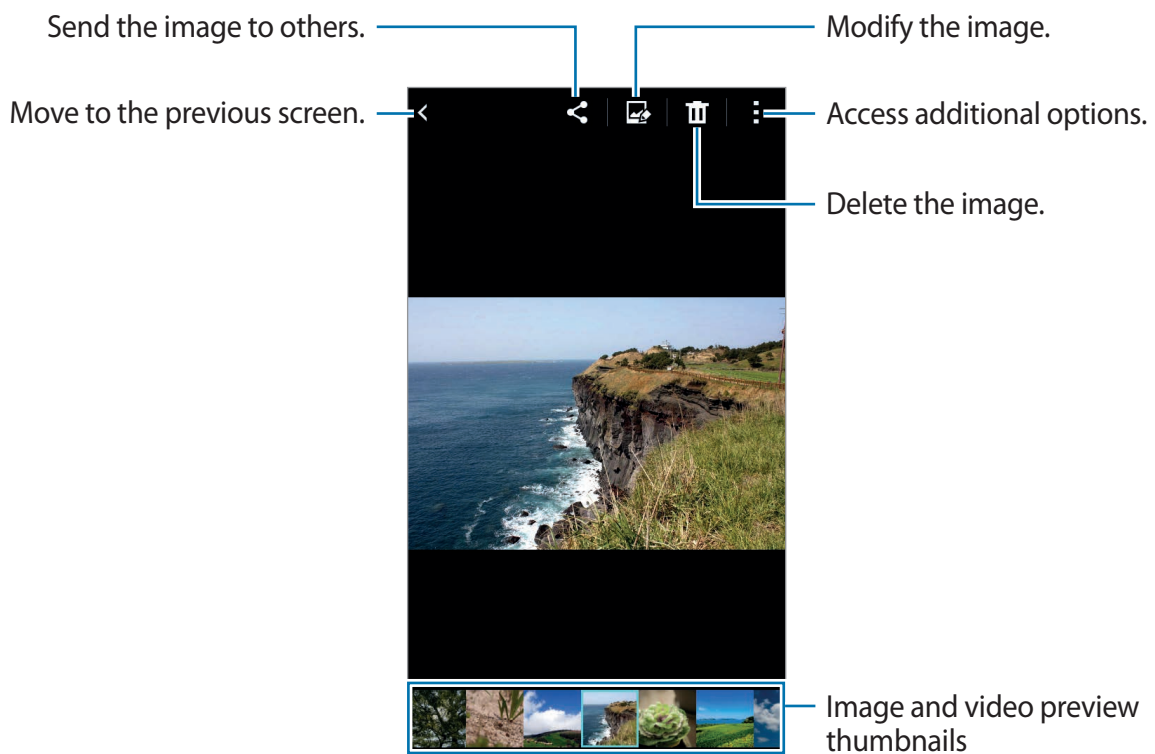 Send the image to others.
Modify the image.
Move to the previous screen.
Access additional options.
Delete the image.
Image and video preview
thumbnails